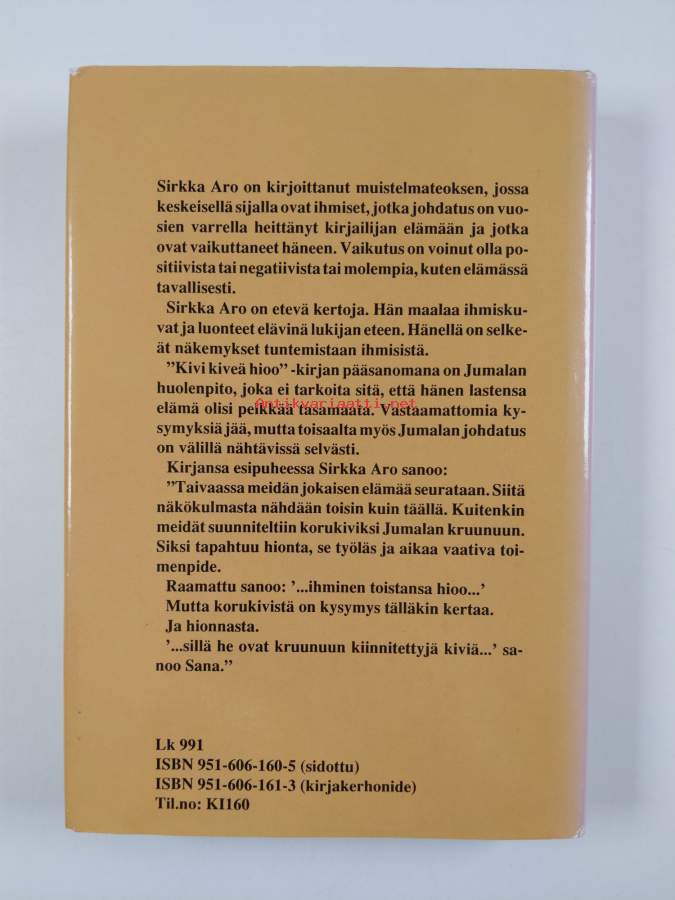 Sirkka Aro on kirjoittanut muistelmateoksen, jossa
keskeisellä sijalla ovat ihmiset, jotka johdatus on vuo-
sien varrella heittänyt kirjailijan elämään ja jotka
ovat vaikuttaneet häneen. Vaikutus on voinut olla po-
sitiivista tai negatiivista tai molempia, kuten elämässä
tavallisesti.
Sirkka Aro on etevä kertoja. Hän maalaa ihmisku-
vat ja luonteet elävinä lukijan eteen. Hänellä on selke-
ät näkemykset tuntemistaan ihmisistä.
”Kivi kiveä hioo” -kirjan pääsanomana on Jumalan
huolenpito, joka ei tarkoita sitä, että hänen lastensa
Antikvariaatti.net
elämä olisi pelkkää tasamaata. Vastaamattomia ky-
symyksiä jää, mutta toisaalta myös Jumalan johdatus
on välillä nähtävissä selvästi.
Kirjansa esipuheessa Sirkka Aro sanoo:
”Taivaassa meidän jokaisen elämää seurataan. Siitä
näkökulmasta nähdään toisin kuin täällä. Kuitenkin
meidät suunniteltiin korukiviksi Jumalan kruunuun.
Siksi tapahtuu hionta, se työläs ja aikaa vaativa toi-
menpide.
Raamattu sanoo: ’...ihminen toistansa hioo...’
Mutta korukivistä on kysymys tälläkin kertaa.
Ja hionnasta.
’...sillä he ovat kruunuun kiinnitettyjä kiviä...’ sa-
noo Sana.”
Lk 991
ISBN 951-606-160-5 (sidottu)
ISBN 951-606-161-3 (kirjakerhonide)
Til.no: KI160